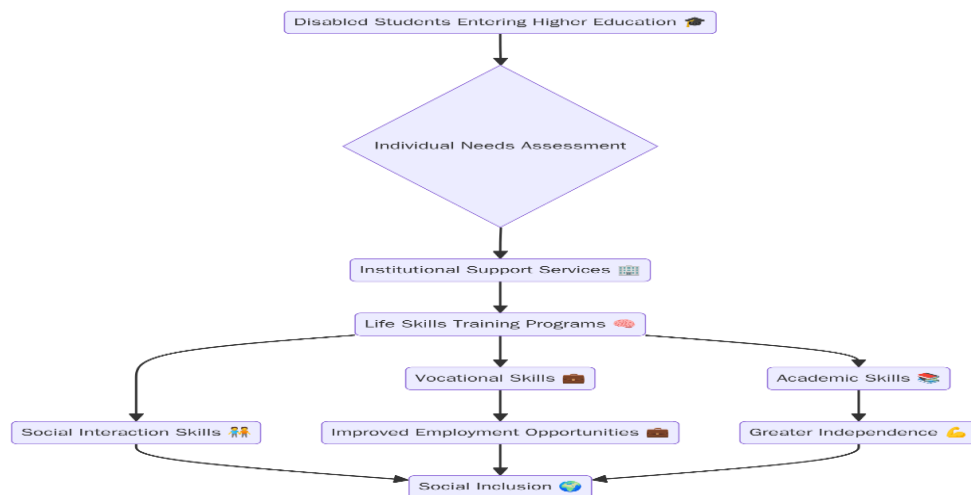 Disabled Students Entering Higher Education 🎓
Individual Needs Assessment
Institutional Support Services 🏢
Life Skills Training Programs 🧠
Vocational Skills 💼
Academic Skills 📚
Social Interaction Skills 🧑‍🤝‍🧑
Improved Employment Opportunities 💼
Greater Independence 💪
Social Inclusion 🌍